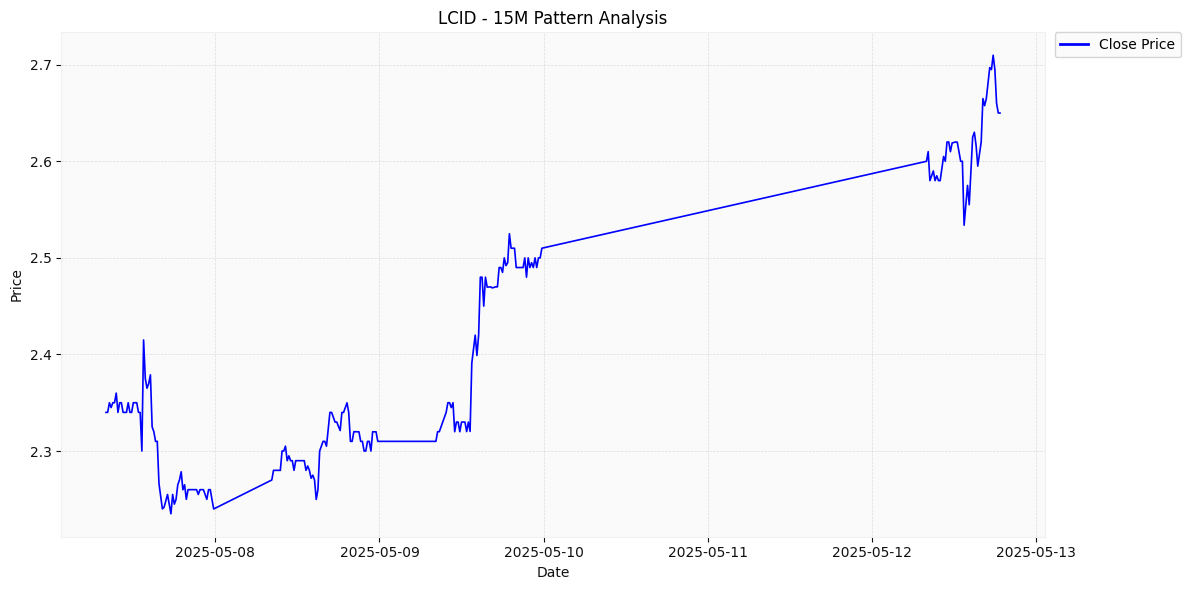 LCID - 15M Pattern Analysis
Close Price
Price
2.7
2.6
2.5
2.4
2.3
2025-05-08
2025-05-09
2025-05-10
2025-05-11
2025-05-12
2025-05-13
Date